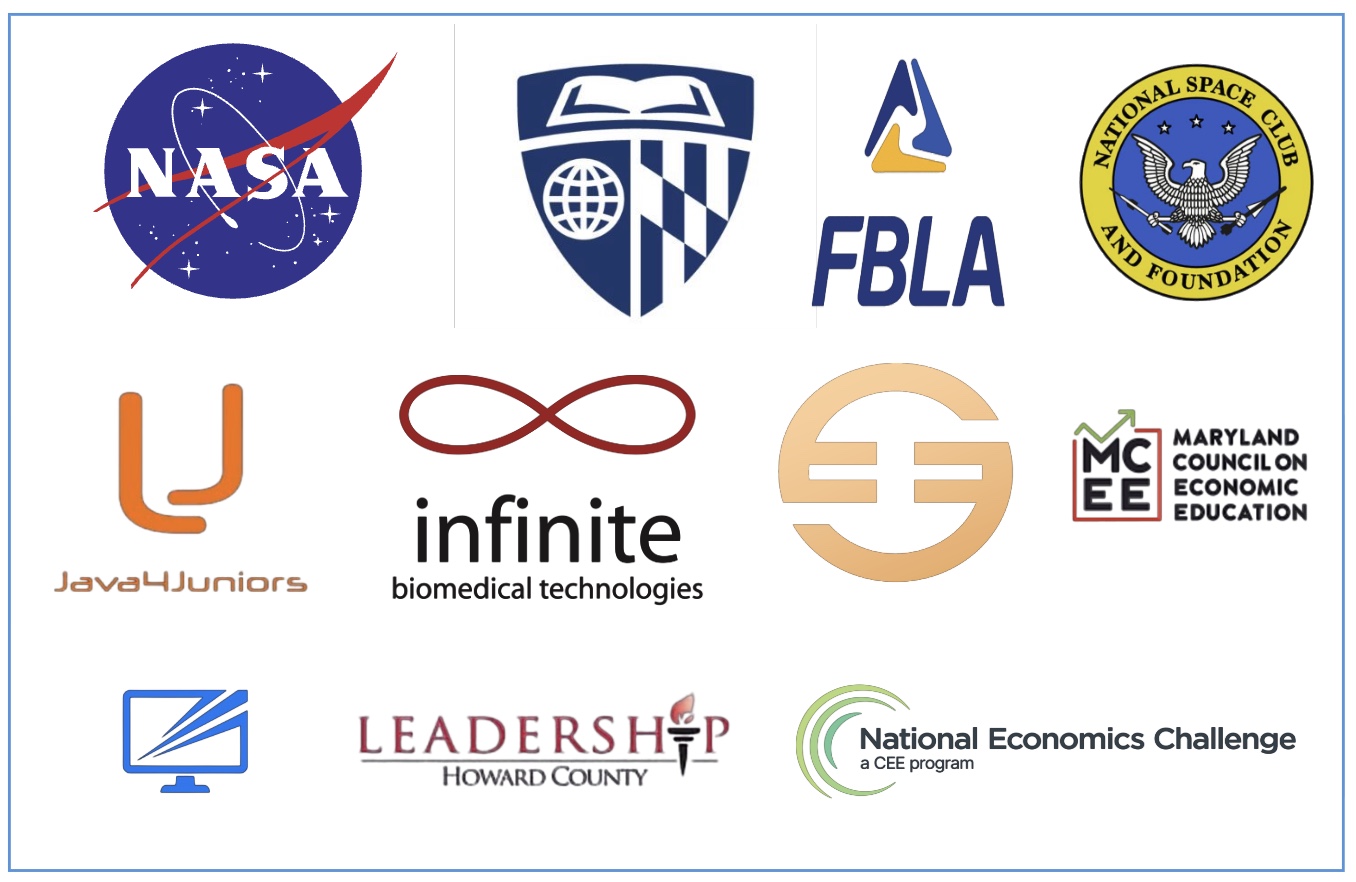 NASA
FBLA
NATIONAL SPACE CLUB
AND FOUNDATION
Java4Juniors
infinite
biomedical technologies
MC
EE
MARYLAND
COUNCIL ON
ECONOMIC
EDUCATION
LEADERSHIP
HOWARD COUNTY
National Economics Challenge
a CEE program